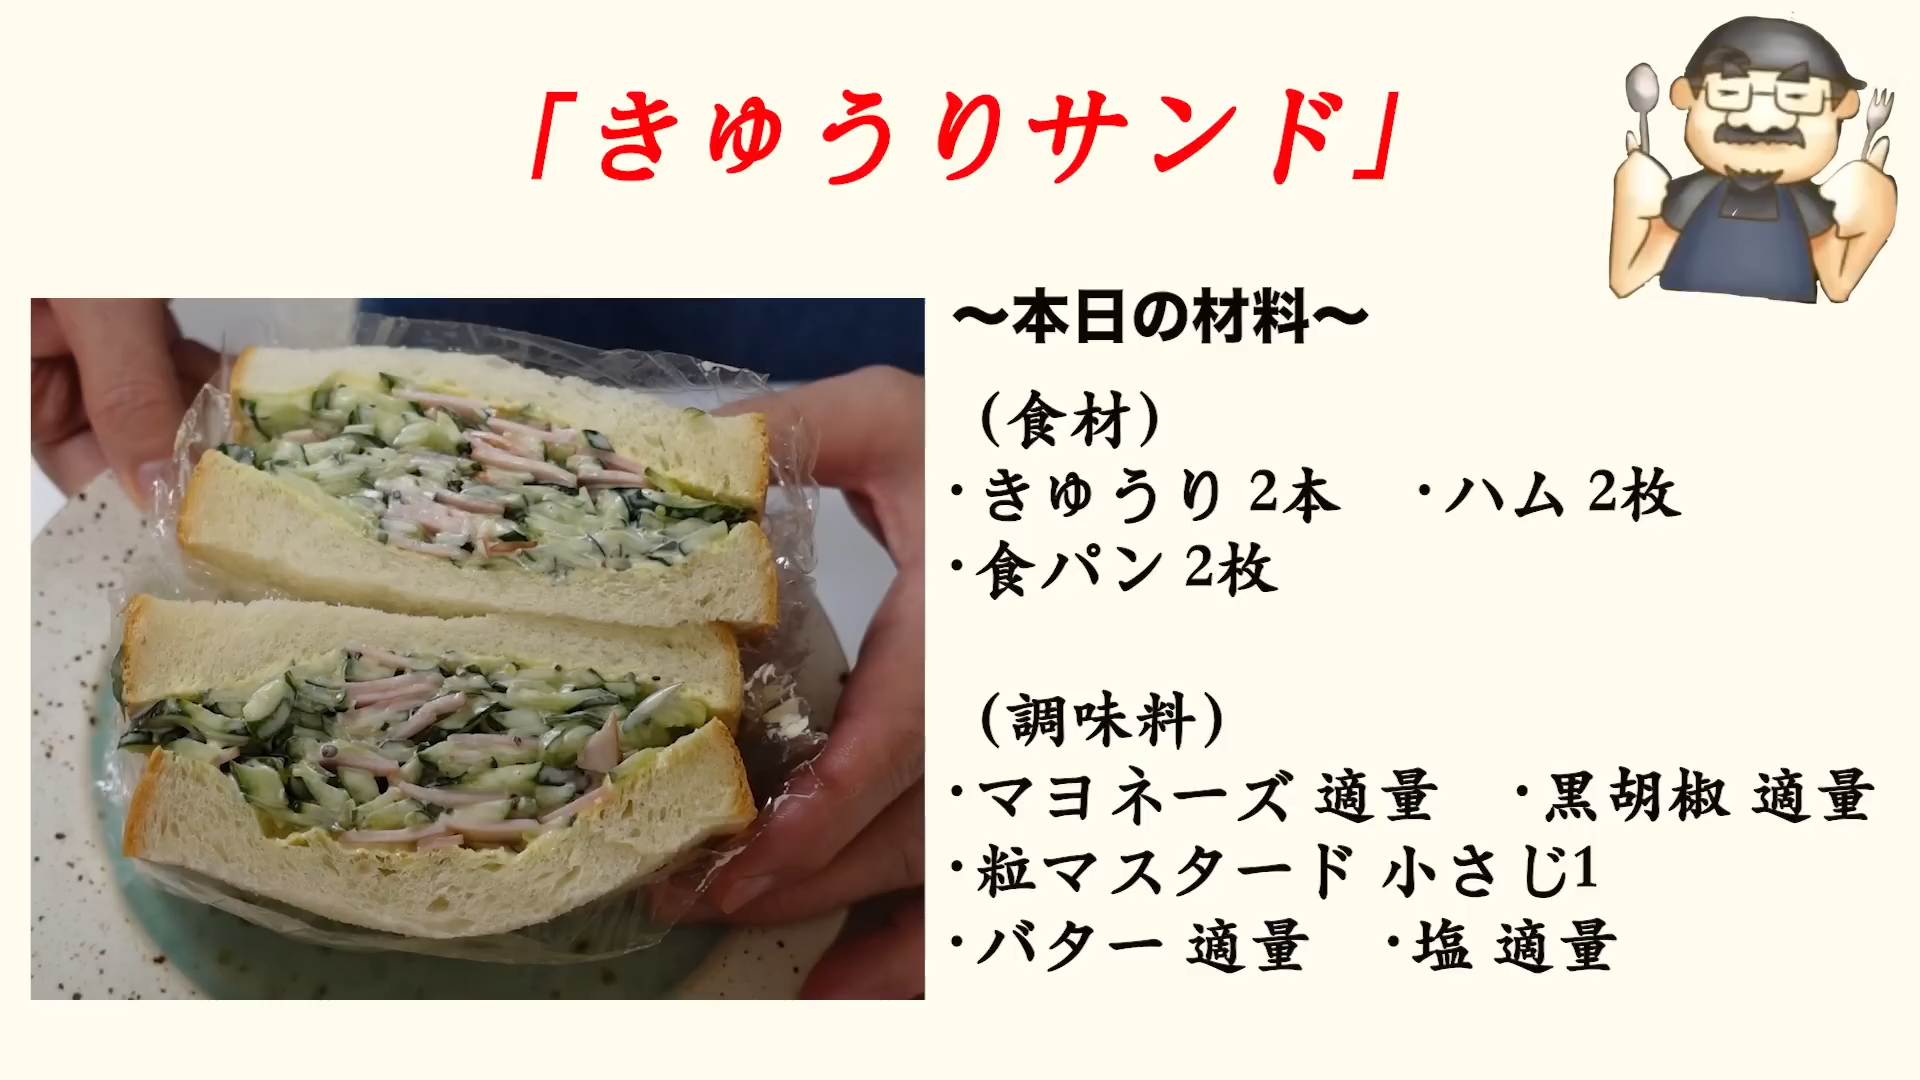 「きゅうりサンド」
〜本日の材料〜
（食材）
・きゅうり 2本　・ハム 2枚
・食パン 2枚
（調味料）
・マヨネーズ 適量　・黒胡椒 適量
・粒マスタード 小さじ1
・バター 適量　・塩 適量